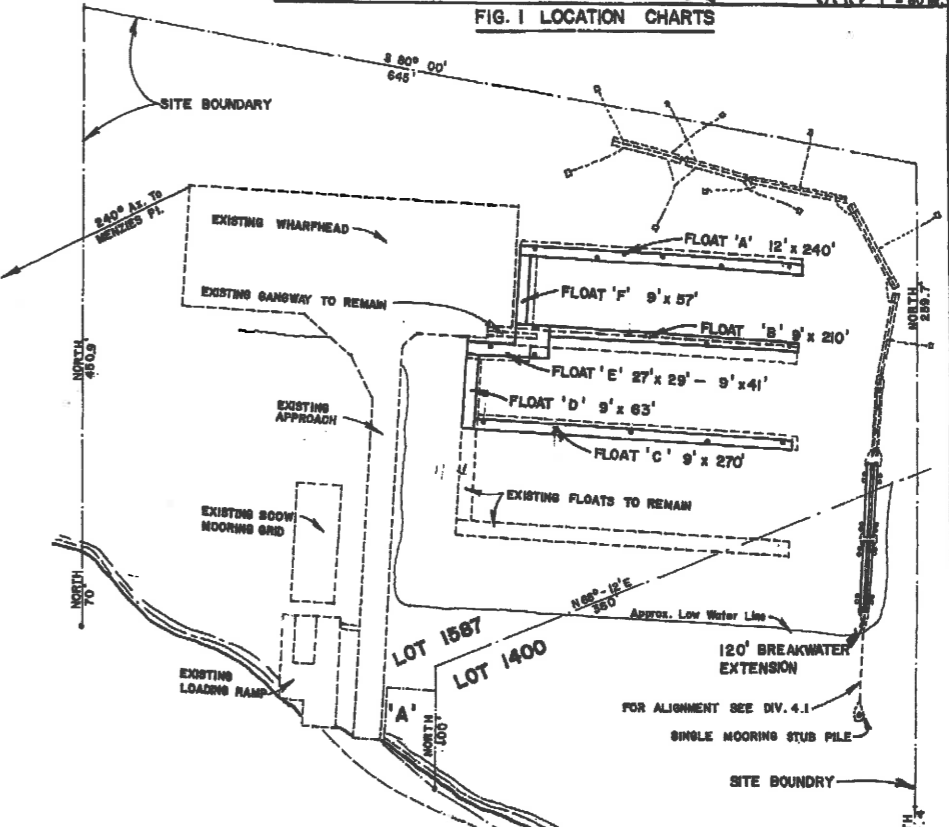 FIG. 1 LOCATION CHARTS
S 80° 00'
645'
SITE BOUNDARY
240° Az. To
MENZIES Pt.
EXISTING WHARFHEAD
FLOAT 'A' 12' x 240'
EXISTING GANGWAY TO REMAIN
FLOAT 'F' 9' x 57'
NORTH
259.7'
FLOAT 'B' 9' x 210'
NORTH
450.9'
FLOAT 'E' 27' x 29' - 9' x 41'
EXISTING
APPROACH
FLOAT 'D' 9' x 63'
FLOAT 'C' 9' x 270'
EXISTING FLOATS TO REMAIN
EXISTING SCOW
MOORING GRID
NORTH
70'
N 68° - 12' E
350'
Approx. Low Water Line
LOT 1587
LOT 1400
120' BREAKWATER
EXTENSION
EXISTING
LOADING RAMP
'A'
NORTH
100'
FOR ALIGNMENT SEE DIV. 4.1
SINGLE MOORING STUB PILE
SITE BOUNDRY